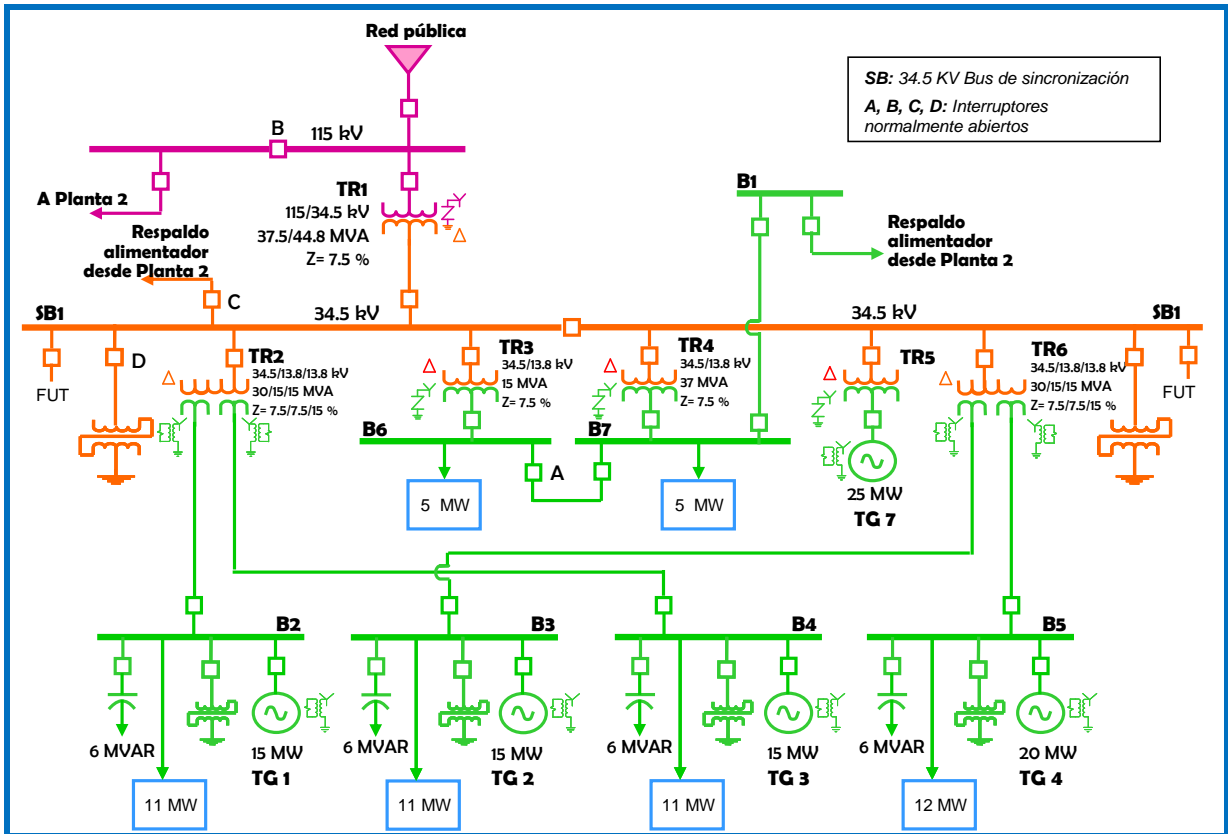 Red pública
SB: 34.5 KV Bus de sincronización
A, B, C, D: Interruptores
normalmente abiertos
B
115 kV
A Planta 2
TR1
115/34.5 kV
37.5/44.8 MVA
Z= 7.5 %
Δ
B1
Respaldo
alimentador
desde Planta 2
Respaldo
alimentador
desde Planta 2
C
SB1
34.5 kV
34.5 kV
SB1
FUT
D
TR2
34.5/13.8/13.8 kV
30/15/15 MVA
Z= 7.5/7.5/15 %
Δ
TR3
34.5/13.8 kV
15 MVA
Z= 7.5 %
Δ
TR4
34.5/13.8 kV
37 MVA
Z= 7.5 %
Δ
TR5
Δ
TR6
34.5/13.8/13.8 kV
30/15/15 MVA
Z= 7.5/7.5/15 %
Δ
FUT
B6
A
B7
5 MW
5 MW
25 MW
TG 7
B2
B3
B4
B5
6 MVAR
15 MW
TG 1
11 MW
6 MVAR
15 MW
TG 2
11 MW
6 MVAR
15 MW
TG 3
11 MW
6 MVAR
20 MW
TG 4
12 MW